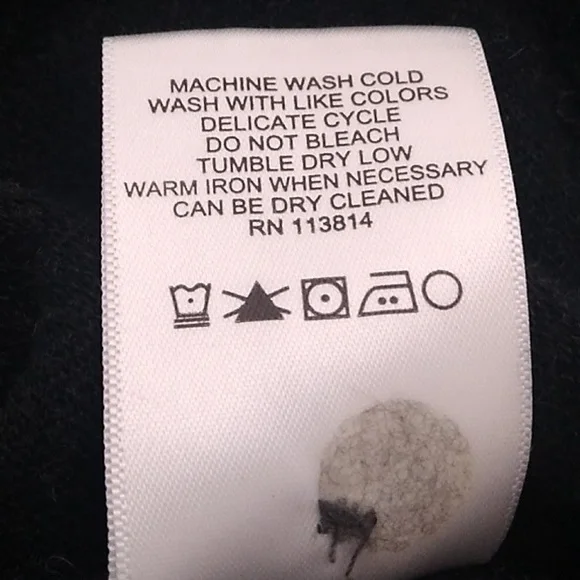 MACHINE WASH COLD
WASH WITH LIKE COLORS
DELICATE CYCLE
DO NOT BLEACH
TUMBLE DRY LOW
WARM IRON WHEN NECESSARY
CAN BE DRY CLEANED
RN 113814